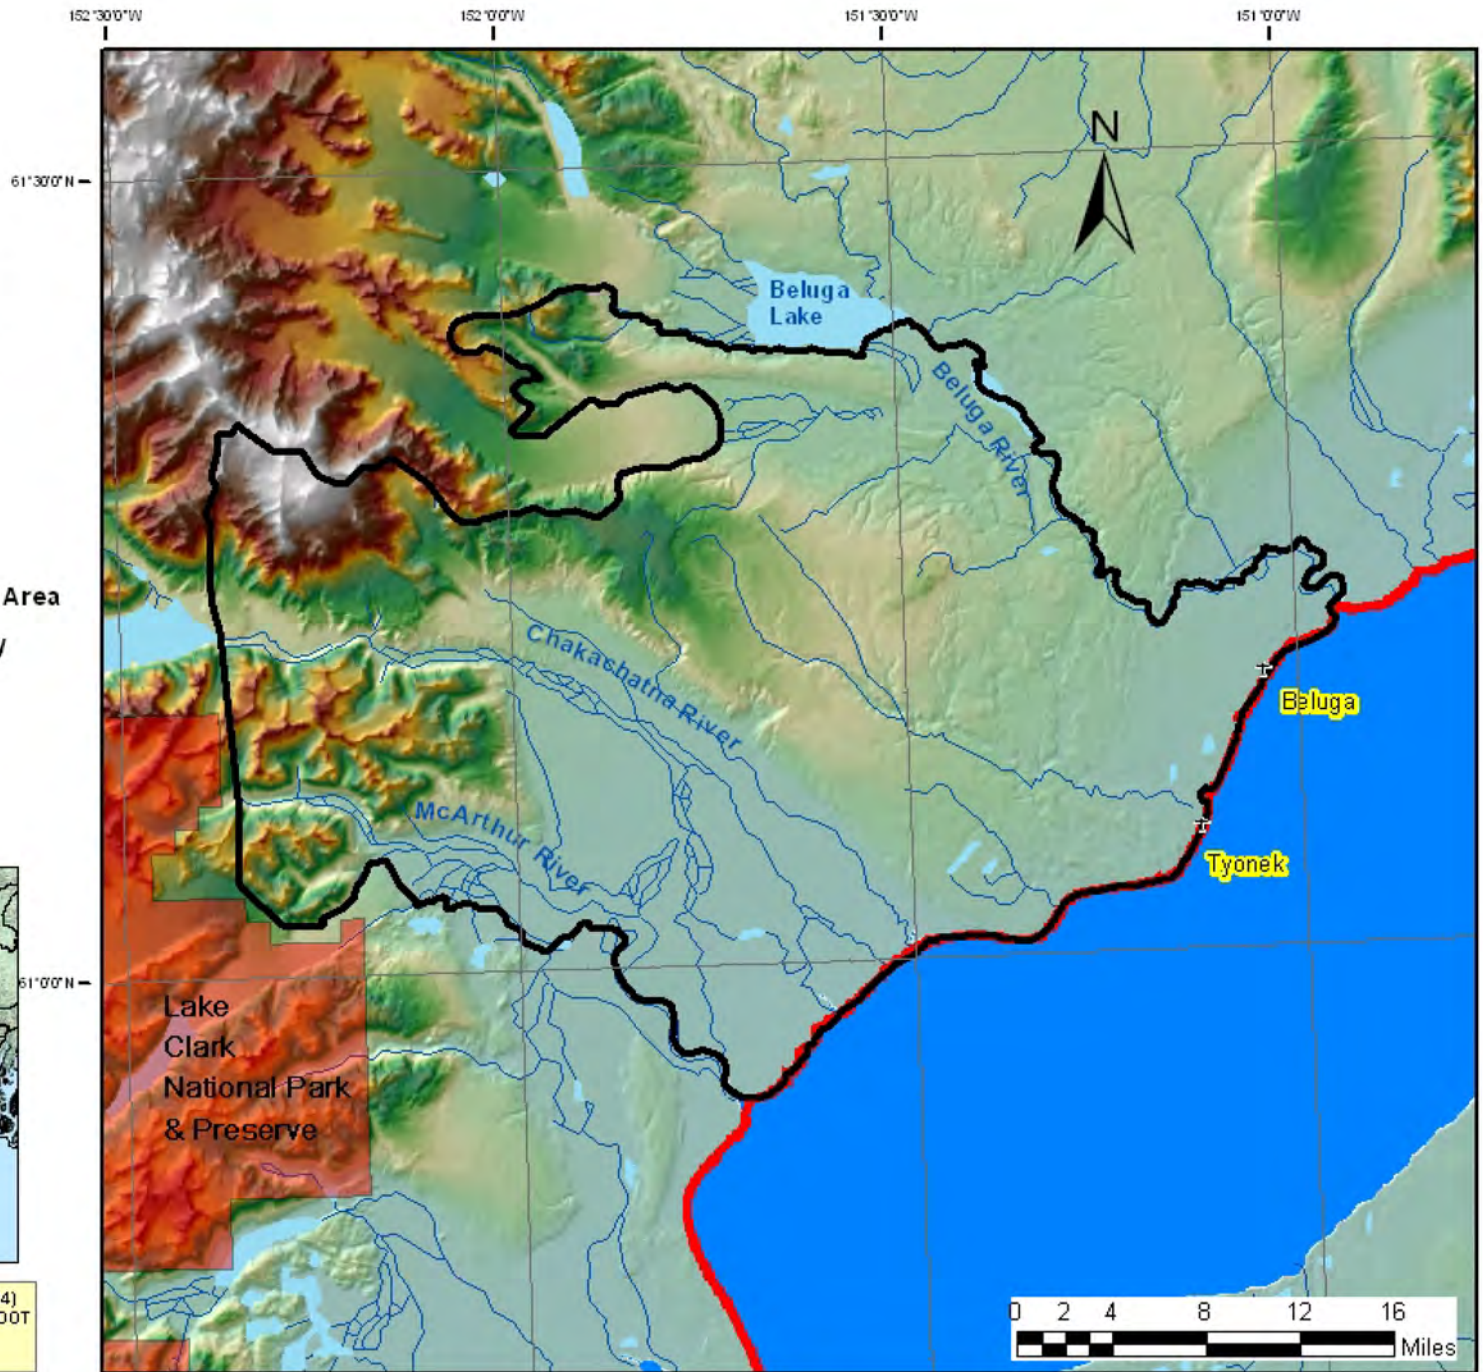 152°30'0"W
152°0'0"W
151°30'0"W
151°0'0"W
N
61°30'0"N
Beluga
Lake
Beluga River
Area
Chakachatna River
Beluga
McArthur River
Tyonek
61°0'0"N
Lake
Clark
National Park
& Preserve
4)
0 2 4 8 12 16
Miles